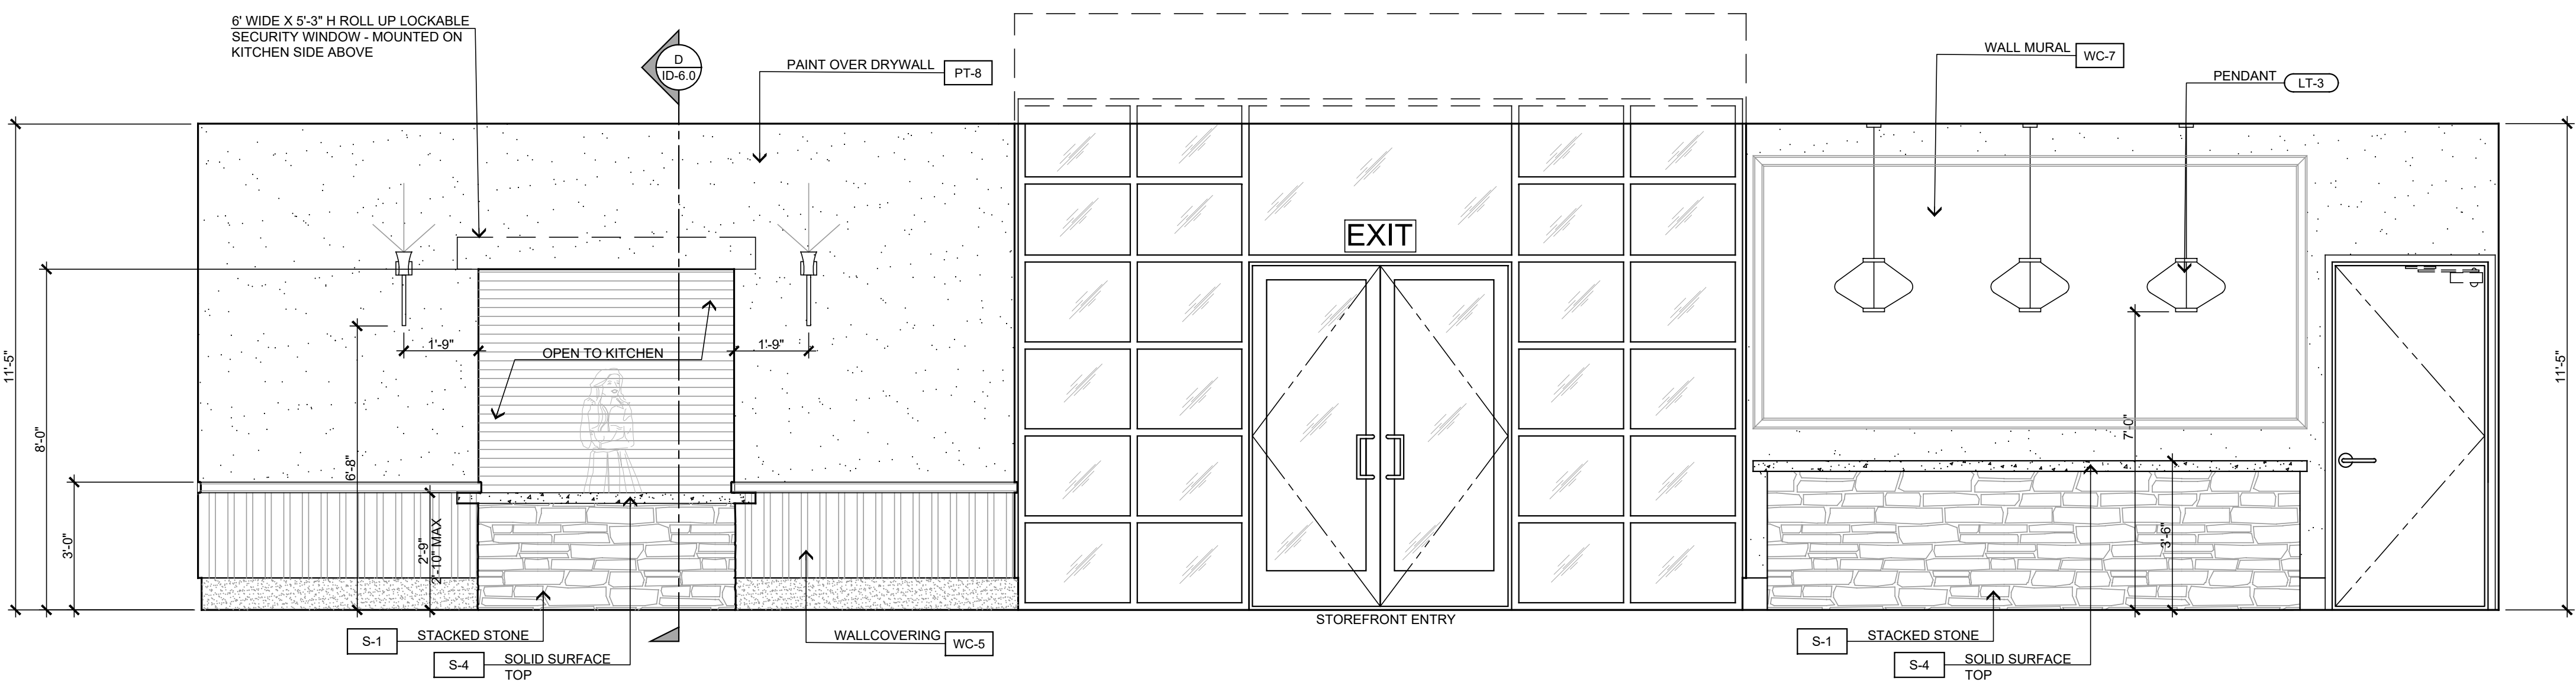 6' WIDE X 5'-3" H ROLL UP LOCKABLE
SECURITY WINDOW - MOUNTED ON
KITCHEN SIDE ABOVE
D
ID-6.0
PAINT OVER DRYWALL
PT-8
WALL MURAL
WC-7
PENDANT
LT-3
EXIT
11'-5"
8'-0"
3'-0"
6'-8"
2'-9"
2'-10" MAX
1'-9"
OPEN TO KITCHEN
1'-9"
7'-0"
3'-6"
11'-5"
STOREFRONT ENTRY
S-1
STACKED STONE
S-4
SOLID SURFACE
TOP
WALLCOVERING
WC-5
S-1
STACKED STONE
S-4
SOLID SURFACE
TOP